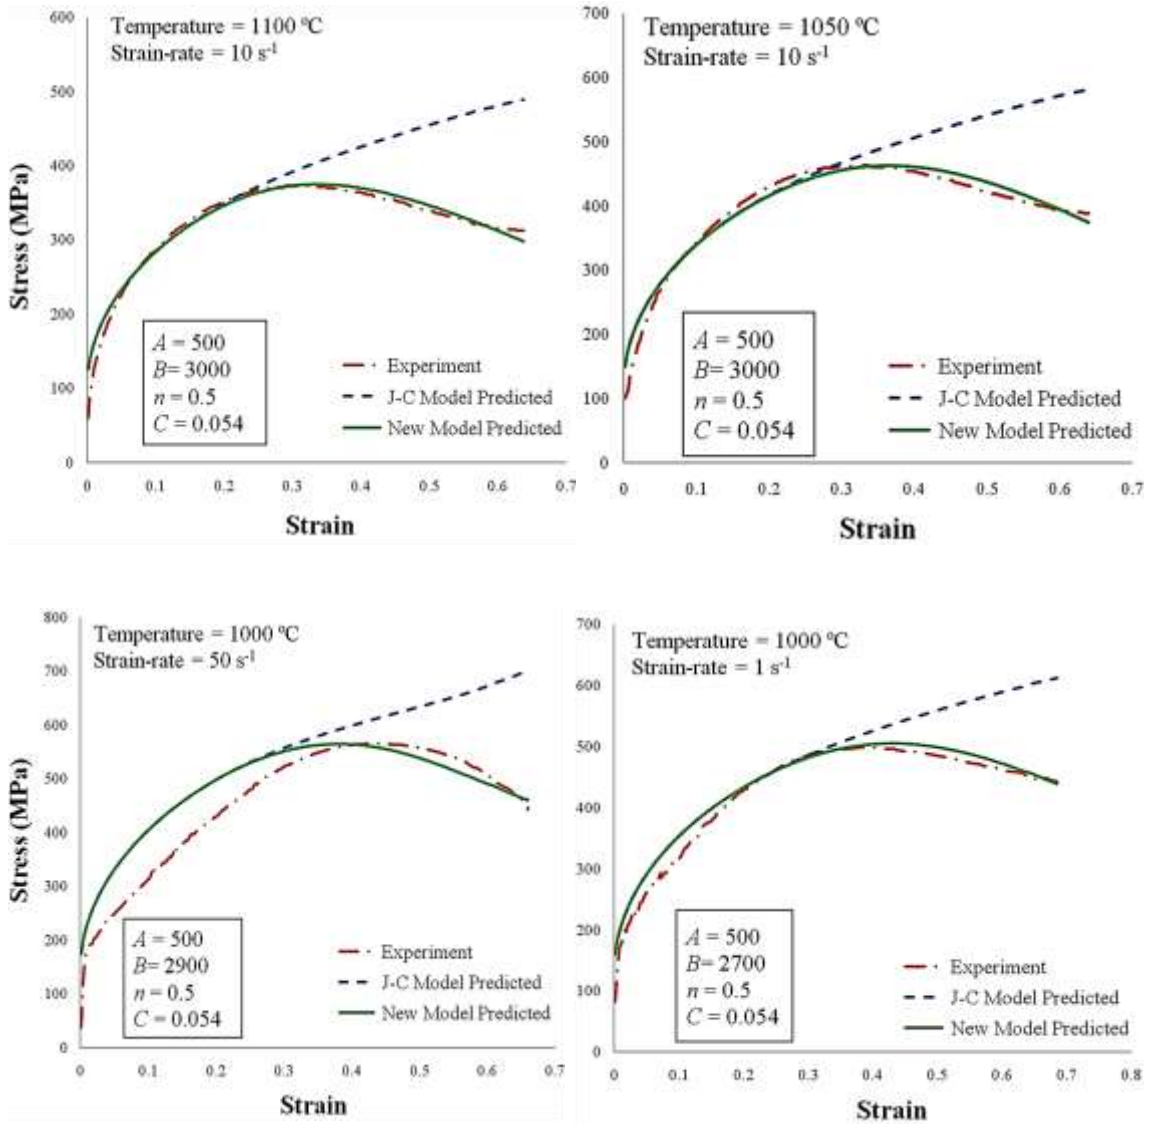 Temperature = 1100 ºC
Strain-rate = 10 s⁻¹
600
500
400
300
200
100
0
Stress (MPa)
A = 500
B= 3000
n = 0.5
C = 0.054
Experiment
J-C Model Predicted
New Model Predicted
0 0.1 0.2 0.3 0.4 0.5 0.6 0.7
Strain
Temperature = 1050 ºC
Strain-rate = 10 s⁻¹
700
600
500
400
300
200
100
0
A = 500
B= 3000
n = 0.5
C = 0.054
Experiment
J-C Model Predicted
New Model Predicted
0 0.1 0.2 0.3 0.4 0.5 0.6 0.7
Strain
Temperature = 1000 ºC
Strain-rate = 50 s⁻¹
800
700
600
500
400
300
200
100
0
Stress (MPa)
A = 500
B= 2900
n = 0.5
C = 0.054
Experiment
J-C Model Predicted
New Model Predicted
0 0.1 0.2 0.3 0.4 0.5 0.6 0.7
Strain
Temperature = 1000 ºC
Strain-rate = 1 s⁻¹
700
600
500
400
300
200
100
0
A = 500
B= 2700
n = 0.5
C = 0.054
Experiment
J-C Model Predicted
New Model Predicted
0 0.1 0.2 0.3 0.4 0.5 0.6 0.7 0.8
Strain